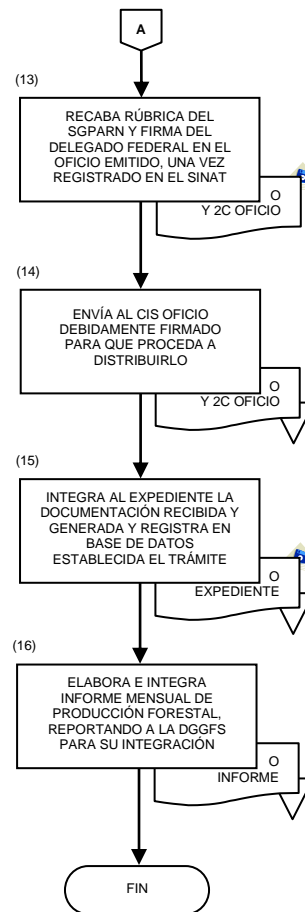 A
(13)
RECABA RÚBRICA DEL
SGPARN Y FIRMA DEL
DELEGADO FEDERAL EN EL
OFICIO EMITIDO, UNA VEZ
REGISTRADO EN EL SINAT
O
Y 2C OFICIO
(14)
ENVÍA AL CIS OFICIO
DEBIDAMENTE FIRMADO
PARA QUE PROCEDA A
DISTRIBUIRLO
O
Y 2C OFICIO
(15)
INTEGRA AL EXPEDIENTE LA
DOCUMENTACIÓN RECIBIDA Y
GENERADA Y REGISTRA EN
BASE DE DATOS
ESTABLECIDA EL TRÁMITE
O
EXPEDIENTE
(16)
ELABORA E INTEGRA
INFORME MENSUAL DE
PRODUCCIÓN FORESTAL,
REPORTANDO A LA DGGFS
PARA SU INTEGRACIÓN
O
INFORME
FIN